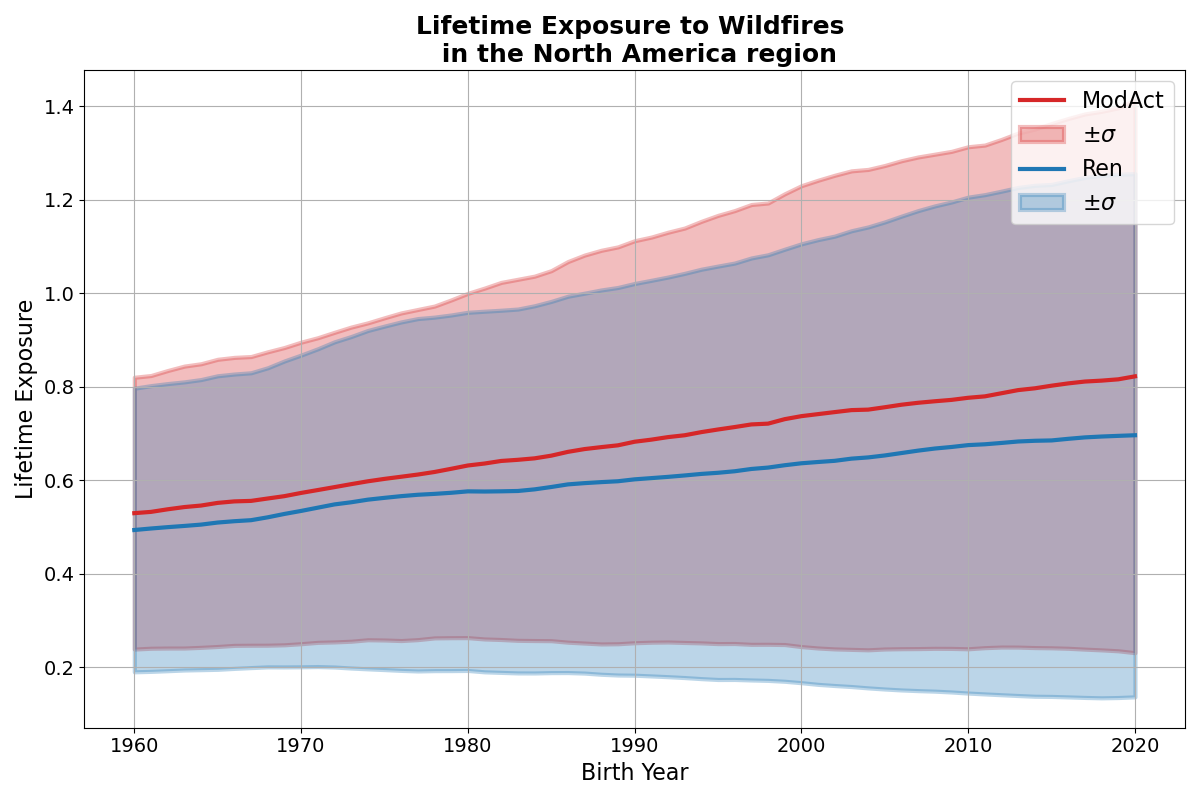 Lifetime Exposure to Wildfires
in the North America region
ModAct
±σ
Ren
±σ
Lifetime Exposure
1.4
1.2
1.0
0.8
0.6
0.4
0.2
1960 1970 1980 1990 2000 2010 2020
Birth Year